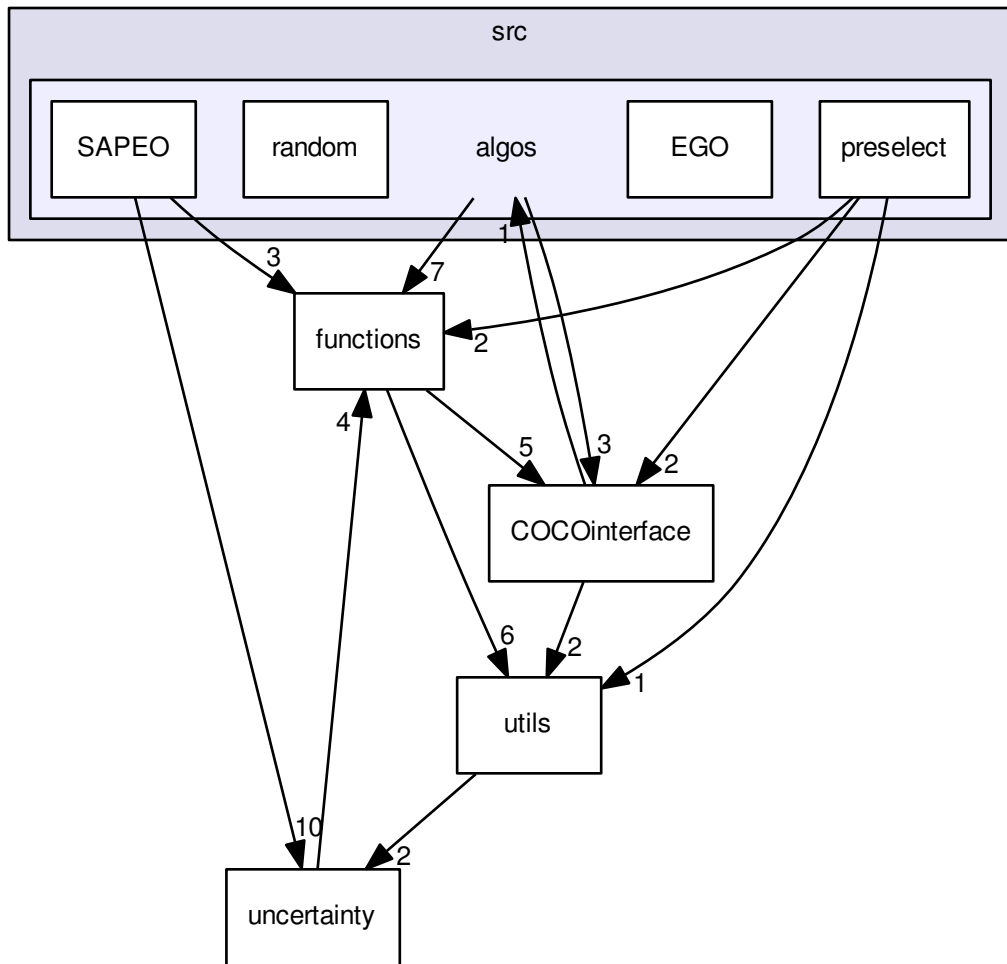 src
SAPEO
random
algos
EGO
preselect
1
3
7
functions
2
4
5
3
2
COCOinterface
6
2
1
utils
10
2
uncertainty